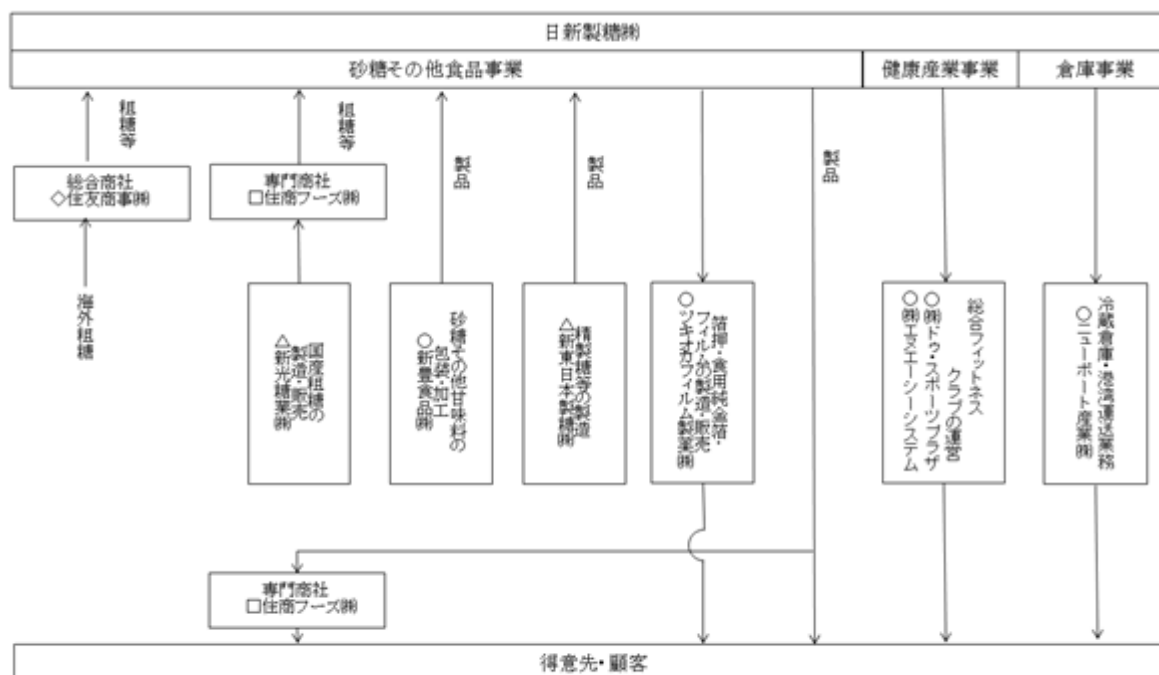 日新製糖㈱
砂糖その他食品事業
健康産業事業
倉庫事業
粗糖等
粗糖等
製品
製品
製品
総合商社
◇住友商事㈱
専門商社
□住商フーズ㈱
海外粗糖
国産粗糖の
製造・販売
△新光糖業㈱
砂糖その他甘味料の
包装・加工
○新豊食品㈱
精製糖等の製造
△新東日本製糖㈱
箔押・食用純金箔・
フィルムの製造・販売
○ツキオカフィルム製薬㈱
総合フィットネス
クラブの運営
○㈱ドゥ・スポーツプラザ
○㈱エヌエーシーシステム
冷蔵倉庫・港湾運送業務
○ニューポート産業㈱
専門商社
□住商フーズ㈱
得意先・顧客